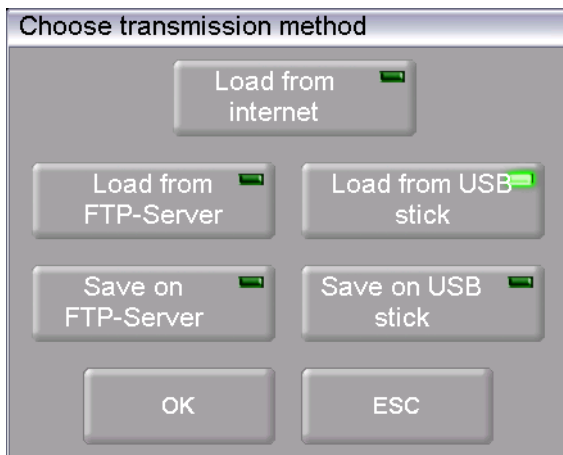 Choose transmission method
Load from
internet
Load from
FTP-Server
Load from USB
stick
Save on
FTP-Server
Save on USB
stick
OK
ESC